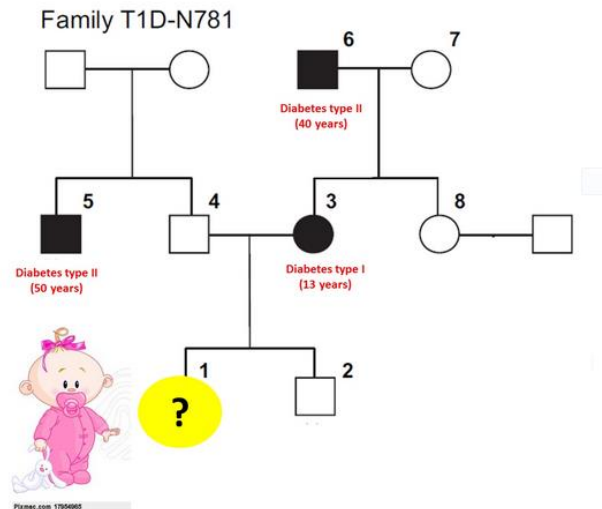 Family T1D-N781
6
7
Diabetes type II
(40 years)
5
4
3
8
Diabetes type II
(50 years)
Diabetes type I
(13 years)
1
2
?
Pixmac.com 17954965